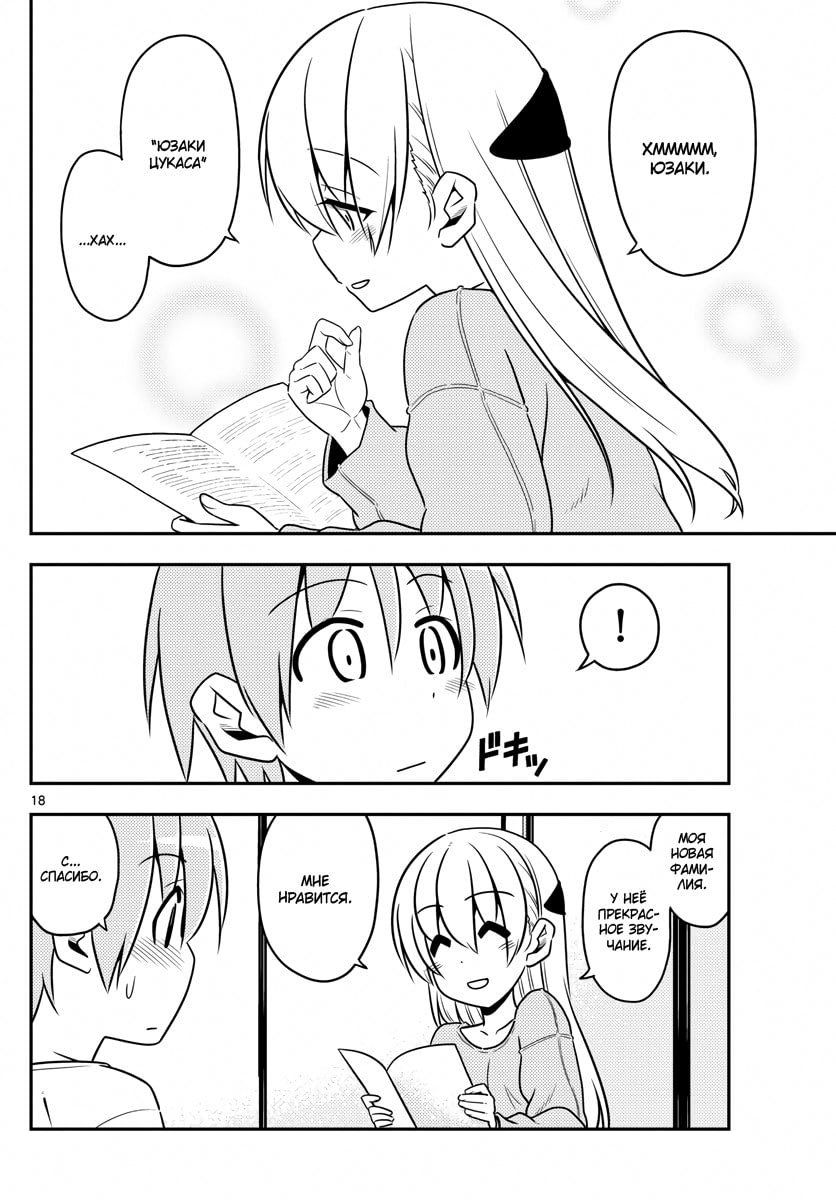 ХМММММ,
ЮЗАКИ.
"ЮЗАКИ
ЦУКАСА"
...ХАХ...
!
ドキッ
18
МОЯ
НОВАЯ
ФАМИ-
ЛИЯ.
У НЕЁ
ПРЕКРАС-
НОЕ ЗВУ-
ЧАНИЕ.
МНЕ
НРАВИТСЯ.
С...
СПАСИБО.